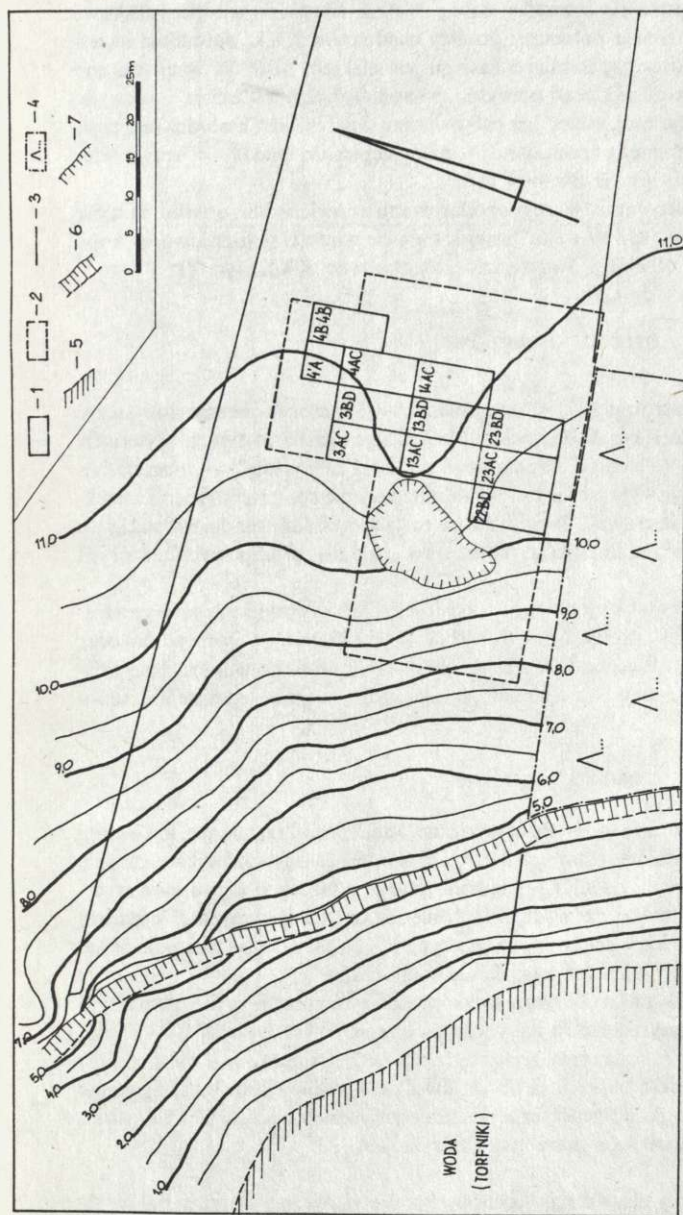 -1
-2
-3
-4
-5
-6
-7
0 5 10 15 20 25m
7,0 8,0 9,0 10,0 11,0
5,0
4,0
3,0
2,0
1,0
4A 4B 4B
3AC 3BD 4AC
13AC 13BD 14AC
22BD 23AC 23BD
5,0 6,0 7,0 8,0 9,0 10,0
11,0
WODA
(TORFNIKI)